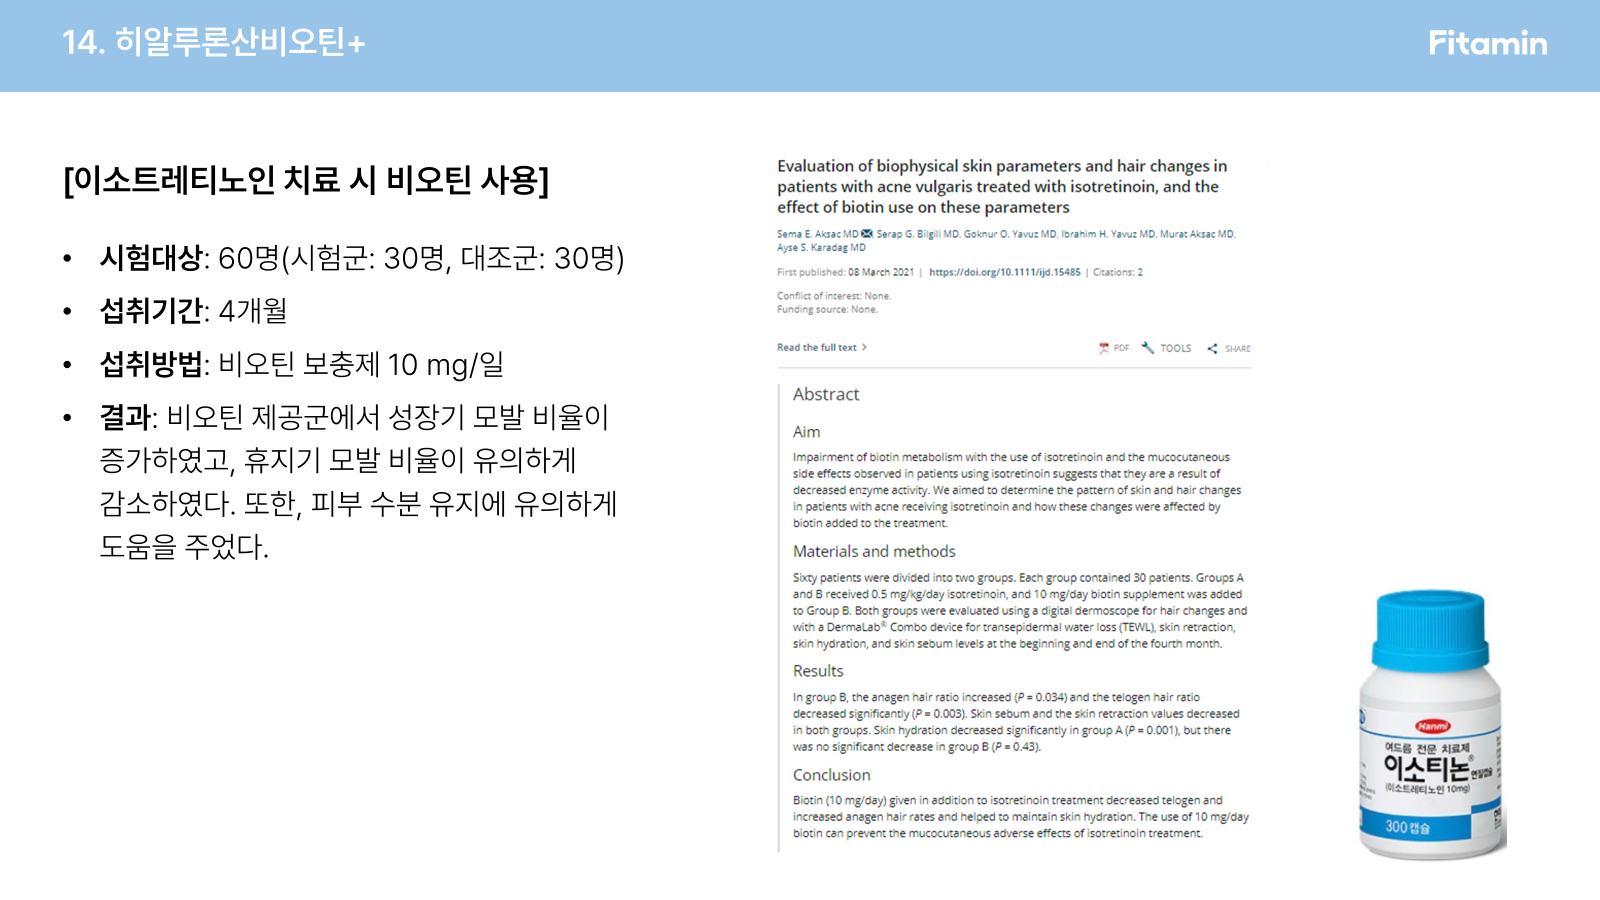 14. 히알루론산비오틴+
Fitamin
[이소트레티노인 치료 시 비오틴 사용]
• 시험대상: 60명(시험군: 30명, 대조군: 30명)
• 섭취기간: 4개월
• 섭취방법: 비오틴 보충제 10 mg/일
• 결과: 비오틴 제공군에서 성장기 모발 비율이
증가하였고, 휴지기 모발 비율이 유의하게
감소하였다. 또한, 피부 수분 유지에 유의하게
도움을 주었다.
Evaluation of biophysical skin parameters and hair changes in
patients with acne vulgaris treated with isotretinoin, and the
effect of biotin use on these parameters
Sema E. Aksac MD, Serap G. Bilgili MD, Goknur O. Yavuz MD, Ibrahim H. Yavuz MD, Murat Aksac MD,
Ayse S. Karadag MD
First published: 08 March 2021 | https://doi.org/10.1111/ijd.15485 | Citations: 2
Conflict of interest: None.
Funding source: None.
Read the full text >
PDF TOOLS SHARE
Abstract
Aim
Impairment of biotin metabolism with the use of isotretinoin and the mucocutaneous
side effects observed in patients using isotretinoin suggests that they are a result of
decreased enzyme activity. We aimed to determine the pattern of skin and hair changes
in patients with acne receiving isotretinoin and how these changes were affected by
biotin added to the treatment.
Materials and methods
Sixty patients were divided into two groups. Each group contained 30 patients. Groups A
and B received 0.5 mg/kg/day isotretinoin, and 10 mg/day biotin supplement was added
to Group B. Both groups were evaluated using a digital dermoscope for hair changes and
with a DermaLab® Combo device for transepidermal water loss (TEWL), skin retraction,
skin hydration, and skin sebum levels at the beginning and end of the fourth month.
Results
In group B, the anagen hair ratio increased (P = 0.034) and the telogen hair ratio
decreased significantly (P = 0.003). Skin sebum and the skin retraction values decreased
in both groups. Skin hydration decreased significantly in group A (P = 0.001), but there
was no significant decrease in group B (P = 0.43).
Conclusion
Biotin (10 mg/day) given in addition to isotretinoin treatment decreased telogen and
increased anagen hair rates and helped to maintain skin hydration. The use of 10 mg/day
biotin can prevent the mucocutaneous adverse effects of isotretinoin treatment.
Hanmi
여드름 전문 치료제
이소티논® 연질캡슐
(이소트레티노인 10mg)
300캡슐